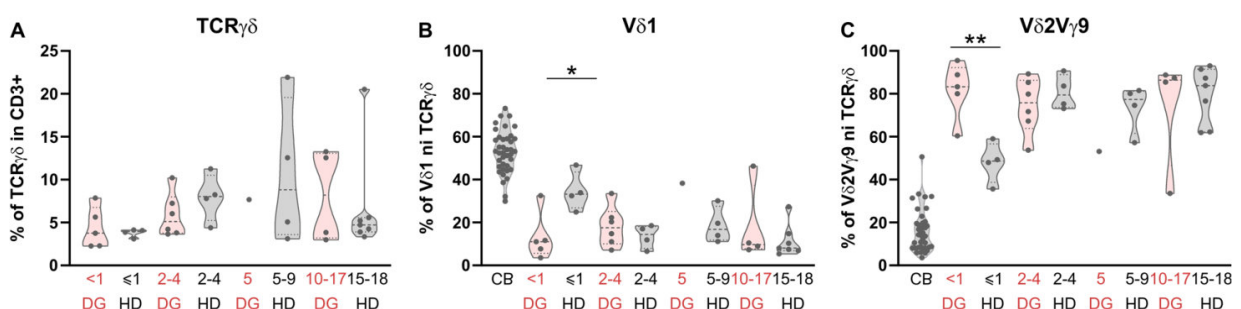 A TCRγδ
% of TCRγδ in CD3+
25
20
15
10
5
0
<1 ⩽1 2-4 2-4 5 5-9 10-17 15-18
DG HD DG HD DG HD DG HD
B Vδ1
% of Vδ1 ni TCRγδ
100
80
60
40
20
0
*
CB <1 ⩽1 2-4 2-4 5 5-9 10-17 15-18
DG HD DG HD DG HD DG HD
C Vδ2Vγ9
% of Vδ2Vγ9 ni TCRγδ
100
80
60
40
20
0
**
CB <1 ⩽1 2-4 2-4 5 5-9 10-17 15-18
DG HD DG HD DG HD DG HD